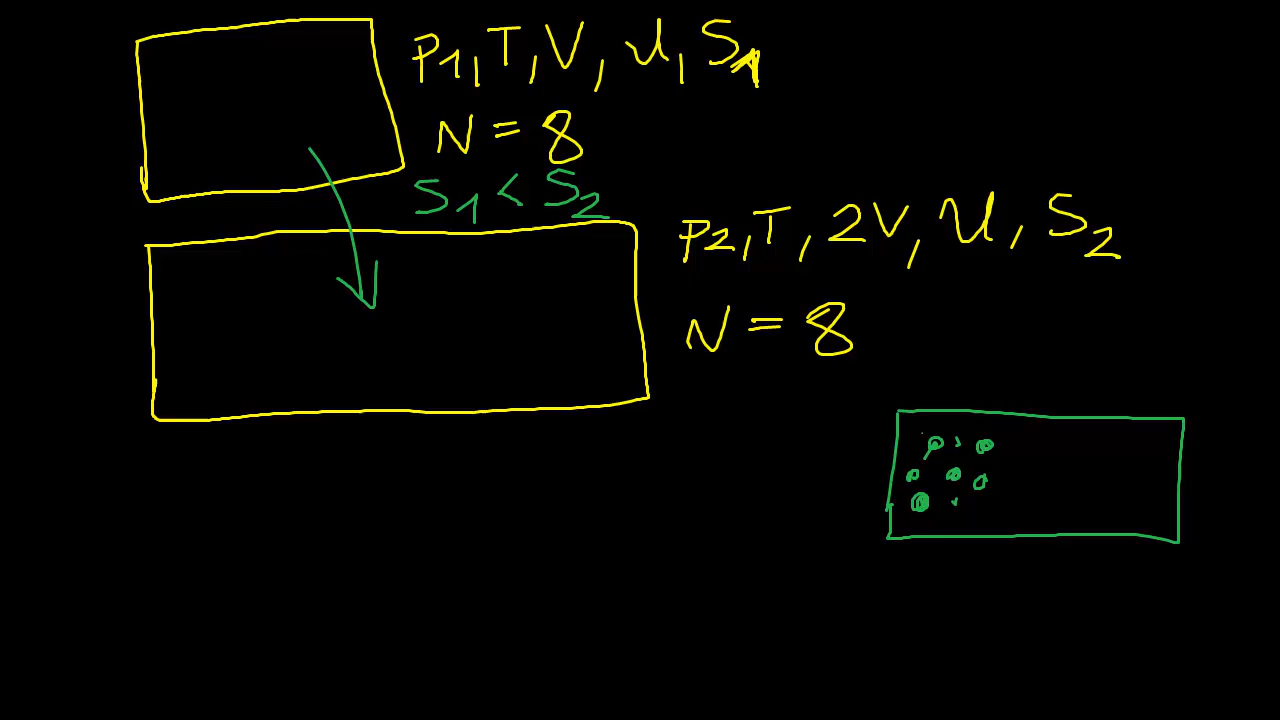 p1, T, V, U, S1
N = 8
S1 < S2
p2, T, 2V, U, S2
N = 8